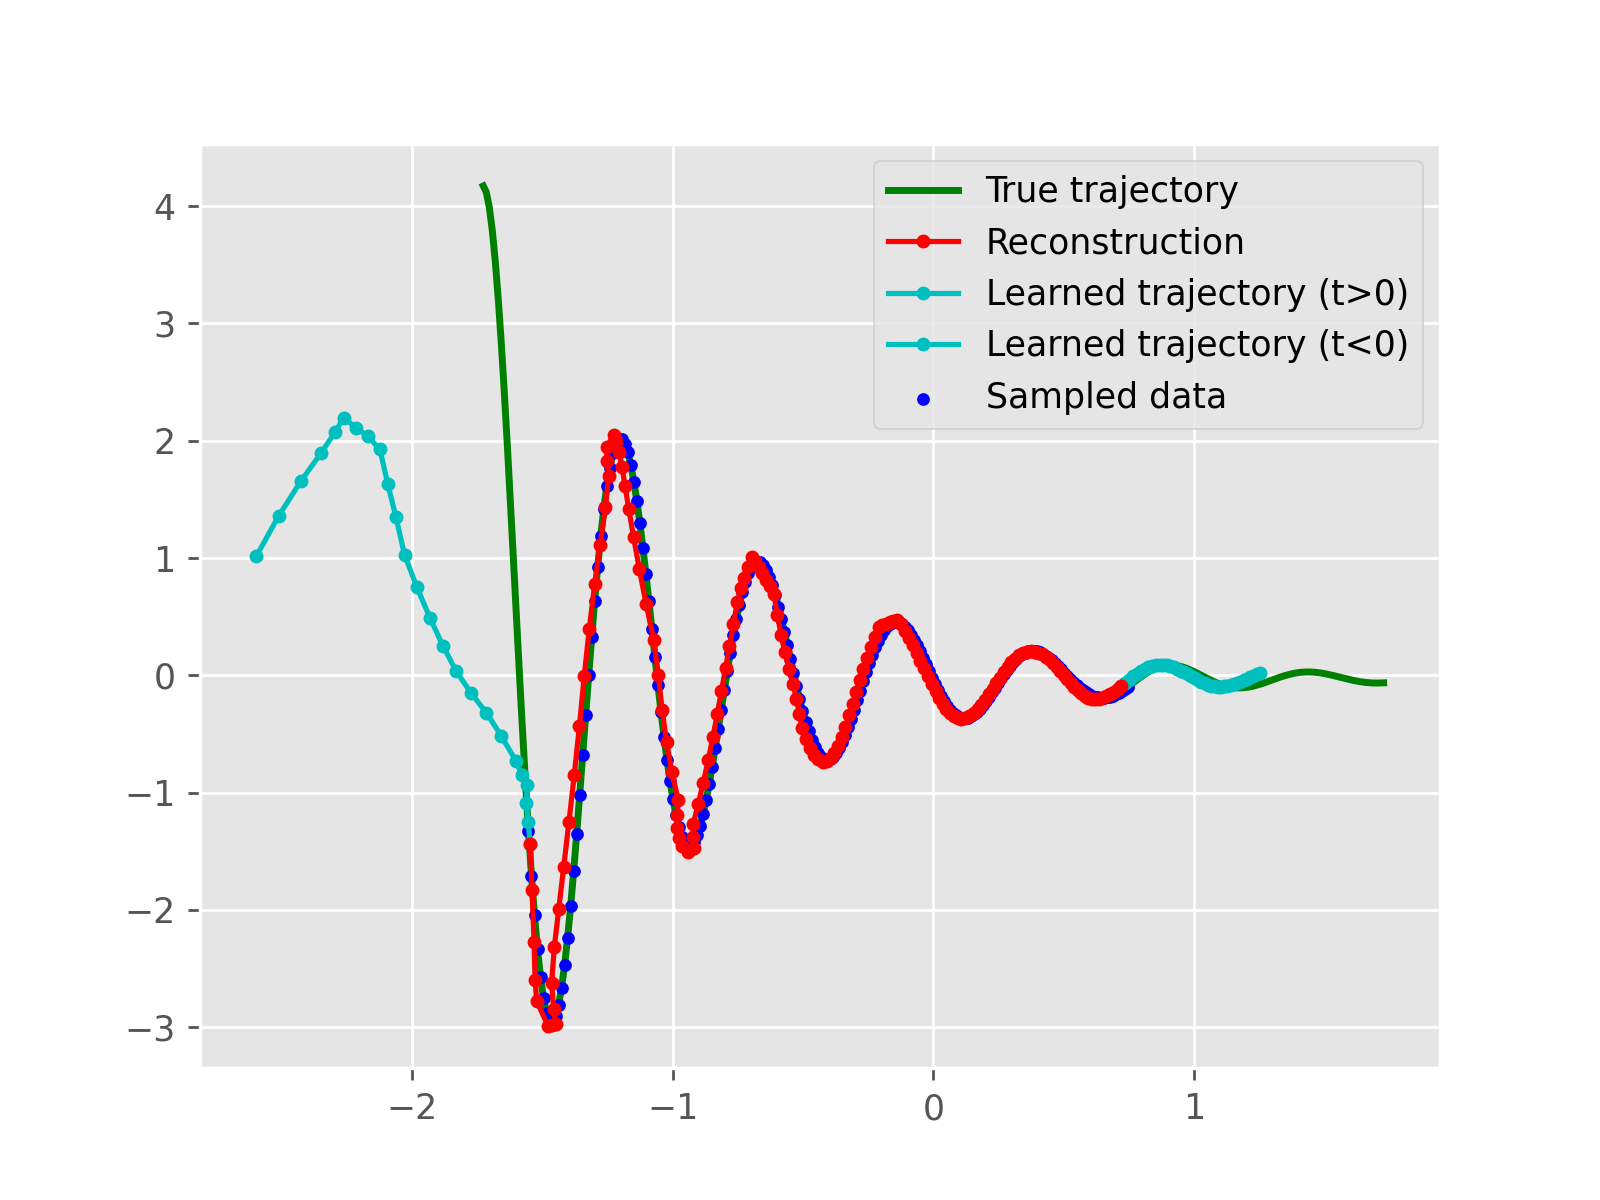 True trajectory
Reconstruction
Learned trajectory (t>0)
Learned trajectory (t<0)
Sampled data
4
3
2
1
0
−1
−2
−3
−2 −1 0 1